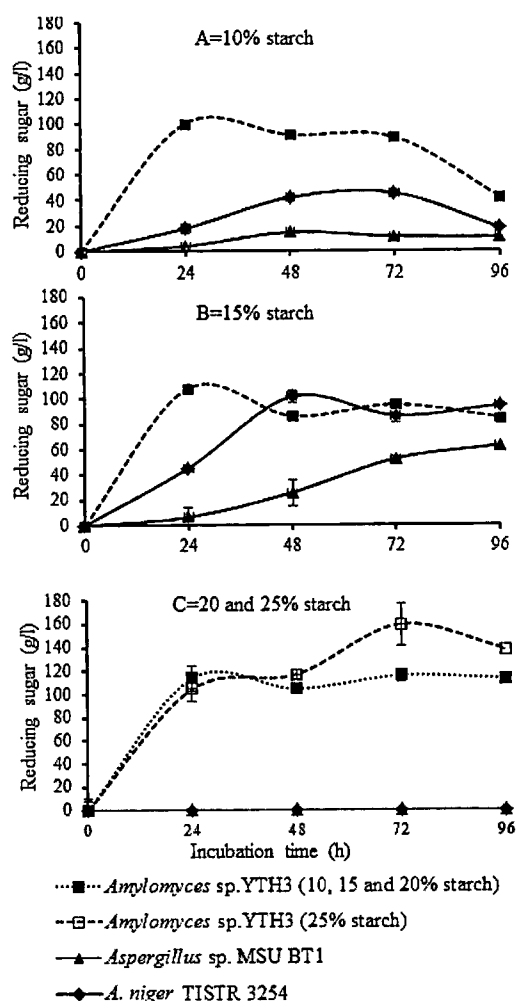 A=10% starch
Reducing sugar (g/l)
180
160
140
120
100
80
60
40
20
0
0 24 48 72 96
B=15% starch
Reducing sugar (g/l)
180
160
140
120
100
80
60
40
20
0
0 24 48 72 96
C=20 and 25% starch
Reducing sugar (g/l)
180
160
140
120
100
80
60
40
20
0
0 24 48 72 96
Incubation time (h)
Amylomyces sp.YTH3 (10, 15 and 20% starch)
Amylomyces sp.YTH3 (25% starch)
Aspergillus sp. MSU BT1
A. niger TISTR 3254